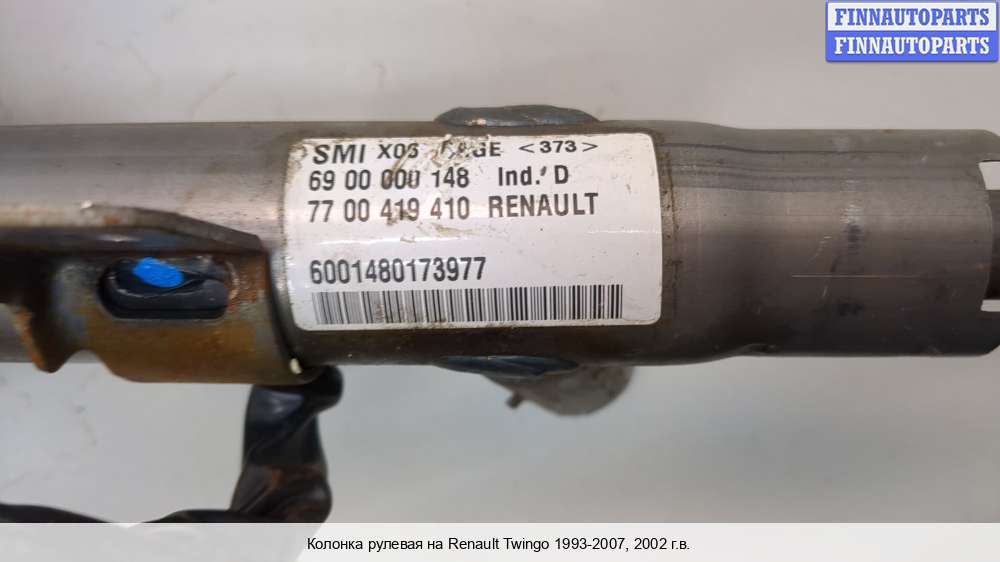 FINNAUTOPARTS
FINNAUTOPARTS
SMI X06 <373>
69 00 000 148 Ind. D
77 00 419 410 RENAULT
6001480173977
Колонка рулевая на Renault Twingo 1993-2007, 2002 г.в.